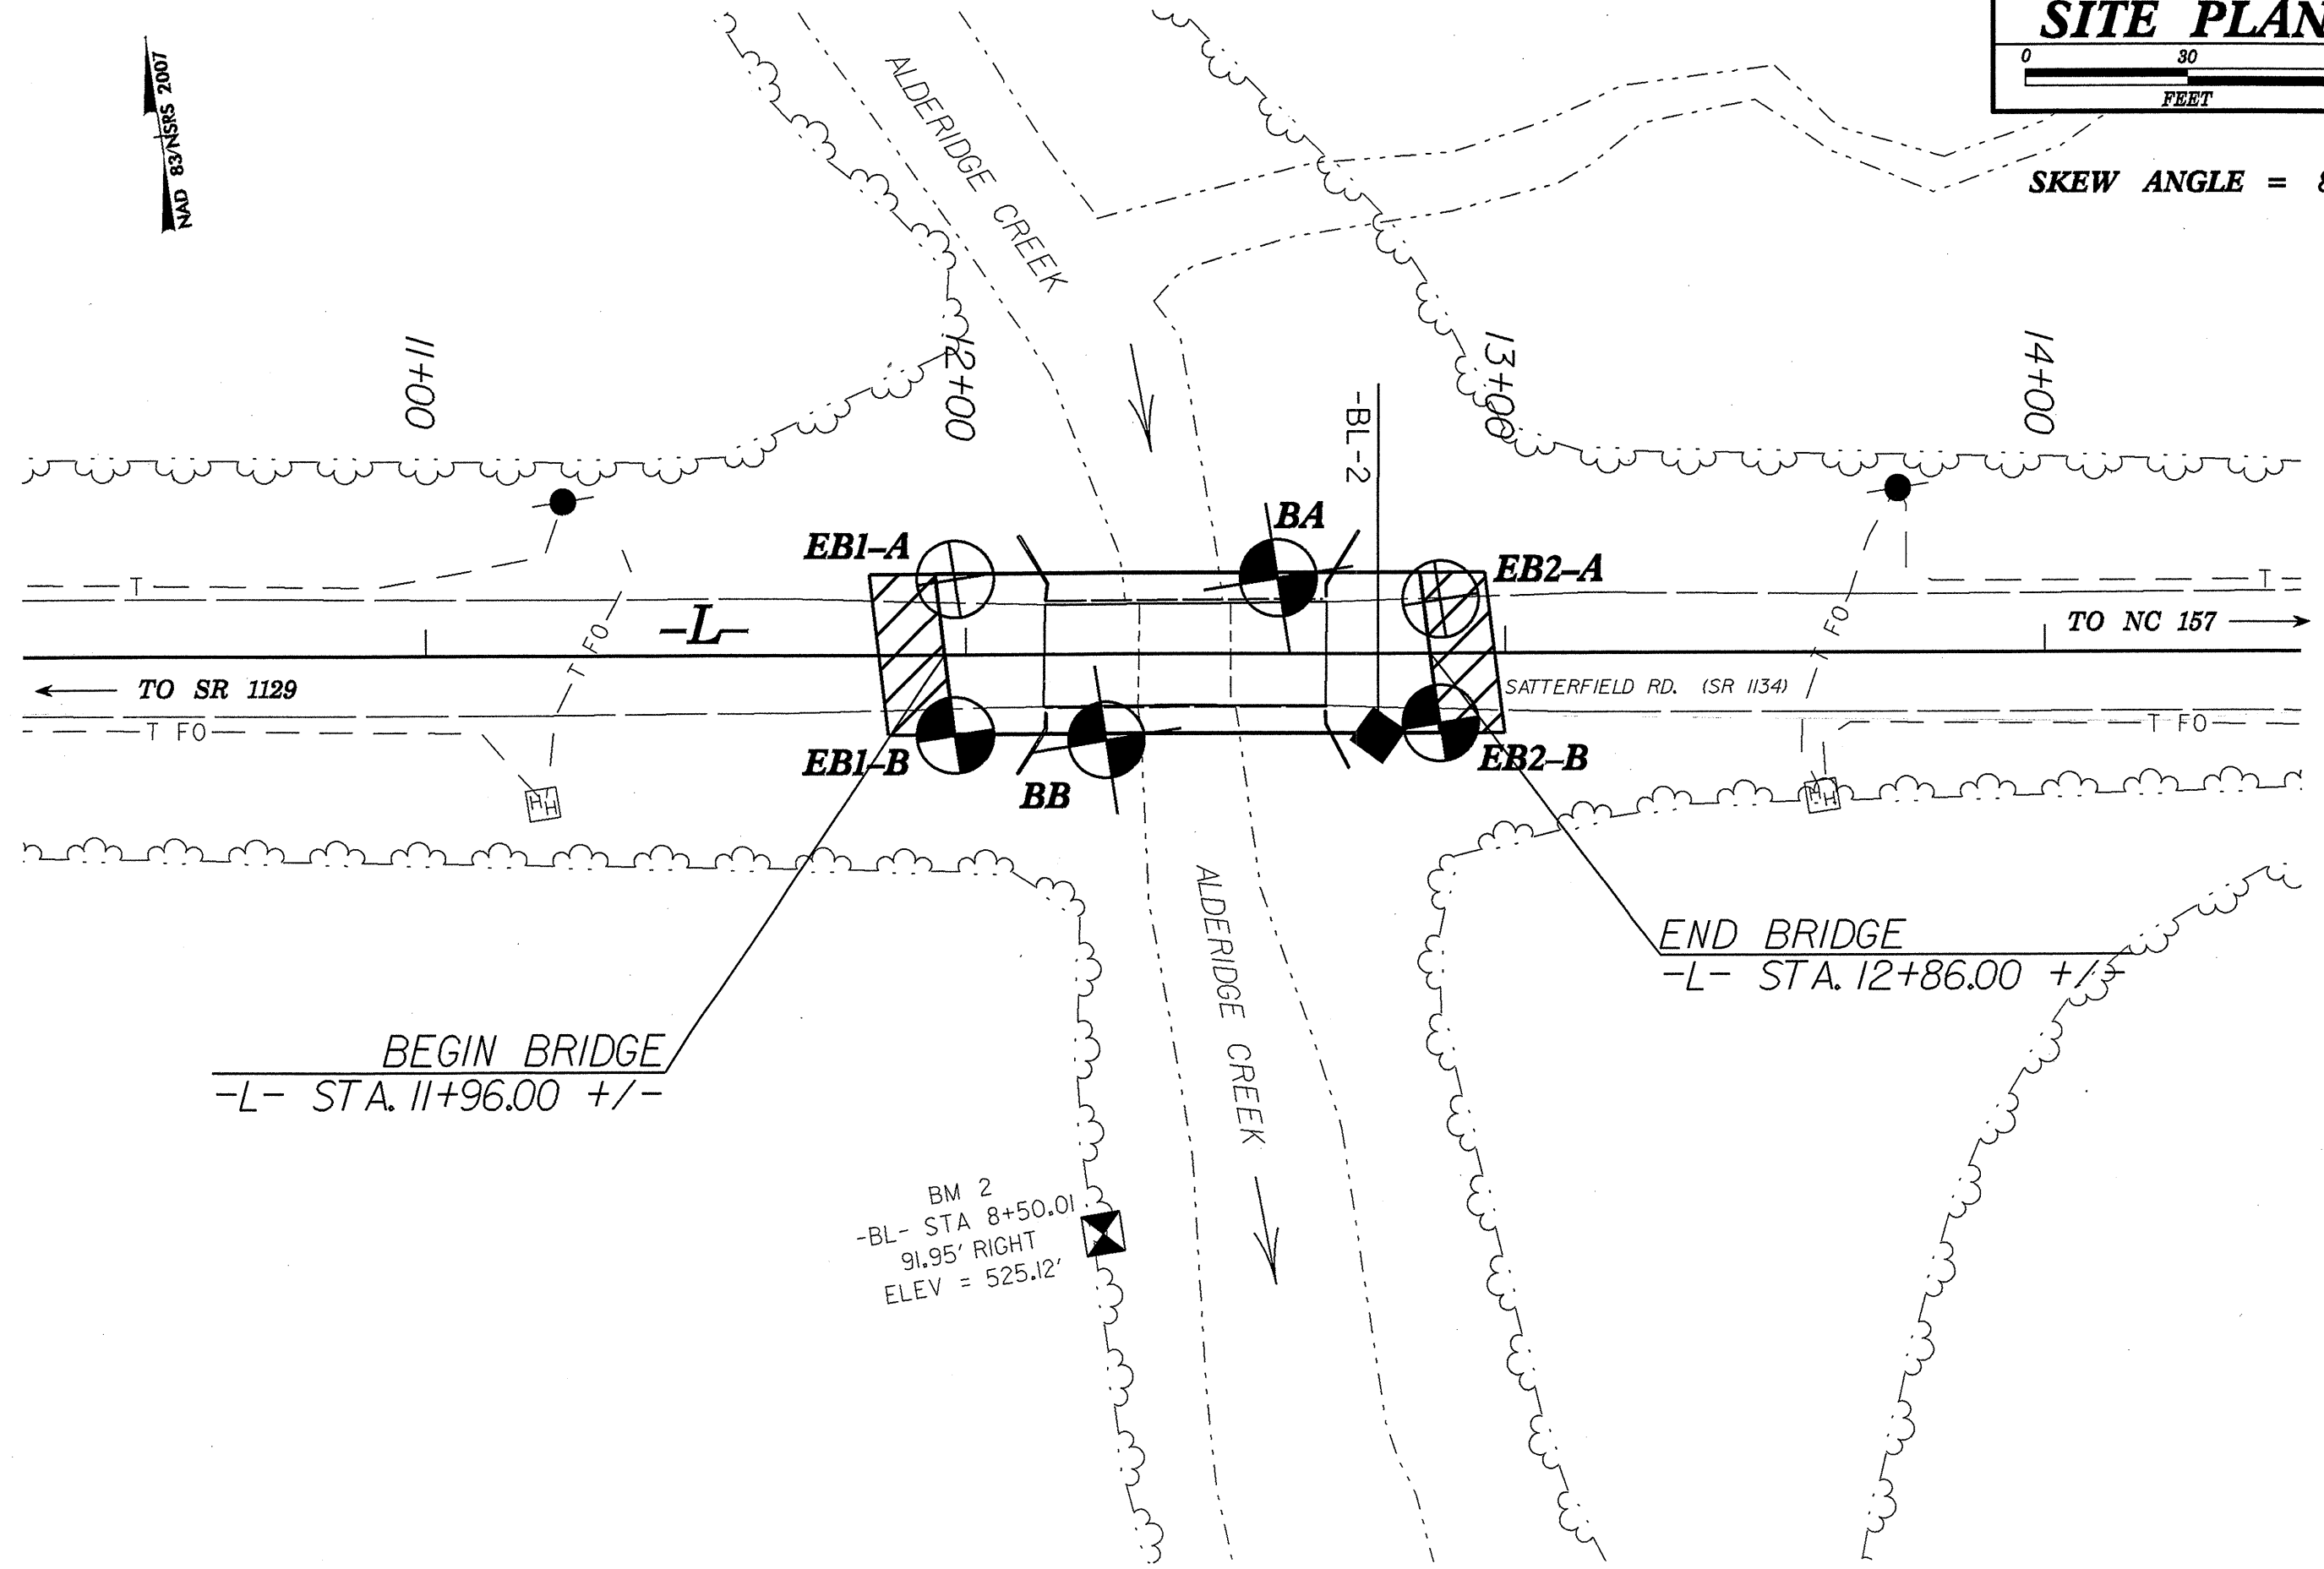 SITE PLAN
0 30
FEET
NAD 83/NSRS 2007
SKEW ANGLE =
ALDERIDGE CREEK
11+00
12+00
13+00
14+00
-BL-2
BA
EB1-A
EB2-A
T
T
T FO
T FO
-L-
TO NC 157
TO SR 1129
SATTERFIELD RD. (SR 1134)
T FO
T FO
EB1-B
EB2-B
BB
HH
HH
ALDERIDGE CREEK
END BRIDGE
-L- STA. 12+86.00 +/-
BEGIN BRIDGE
-L- STA. 11+96.00 +/-
BM 2
-BL- STA 8+50.01
91.95' RIGHT
ELEV = 525.12'